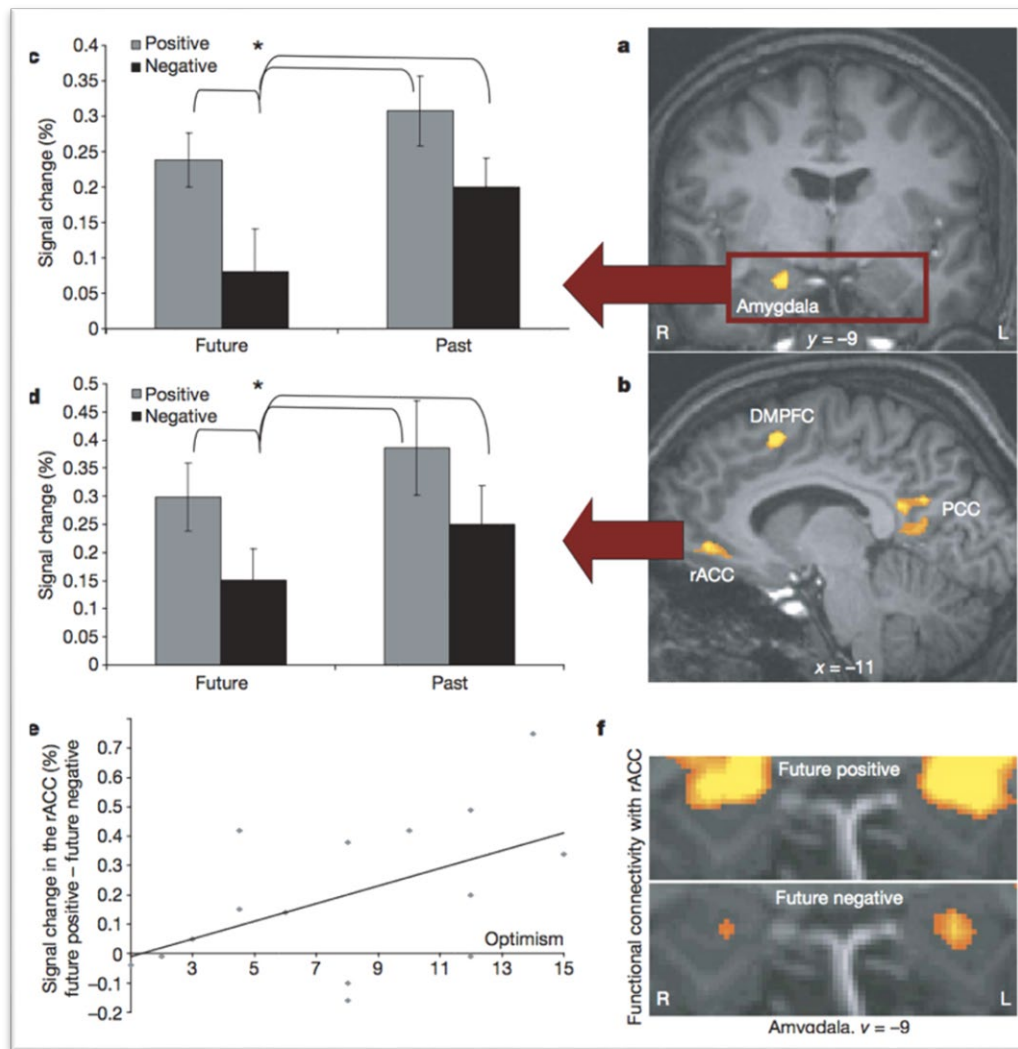 c
Positive
Negative
*
0.4
0.35
0.3
0.25
0.2
0.15
0.1
0.05
0
Signal change (%)
Future
Past
a
Amygdala
R
L
y = −9
d
Positive
Negative
*
0.5
0.45
0.4
0.35
0.3
0.25
0.2
0.15
0.1
0.05
0
Signal change (%)
Future
Past
b
DMPFC
PCC
rACC
x = −11
e
Signal change in the rACC (%)
future positive – future negative
0.7
0.6
0.5
0.4
0.3
0.2
0.1
0
−0.1
−0.2
Optimism
3
5
7
9
11
13
15
f
Functional connectivity with rACC
Future positive
Future negative
R
L
Amygdala, y = −9